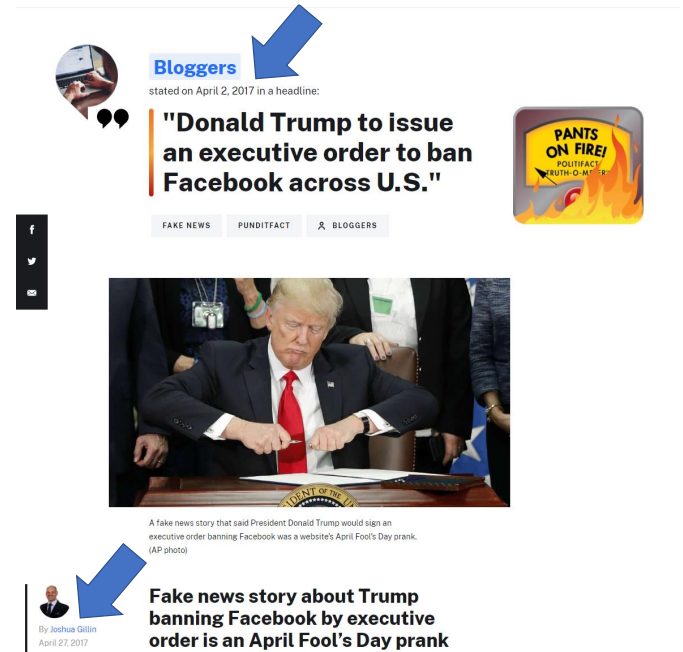 Bloggers
stated on April 2, 2017 in a headline:
"Donald Trump to issue
an executive order to ban
Facebook across U.S."
PANTS
ON FIRE!
POLITIFACT
TRUTH-O-METER
FAKE NEWS
PUNDITFACT
BLOGGERS
IDENT OF THE U
A fake news story that said President Donald Trump would sign an
executive order banning Facebook was a website's April Fool's Day prank.
(AP photo)
By Joshua Gillin
April 27, 2017
Fake news story about Trump
banning Facebook by executive
order is an April Fool's Day prank